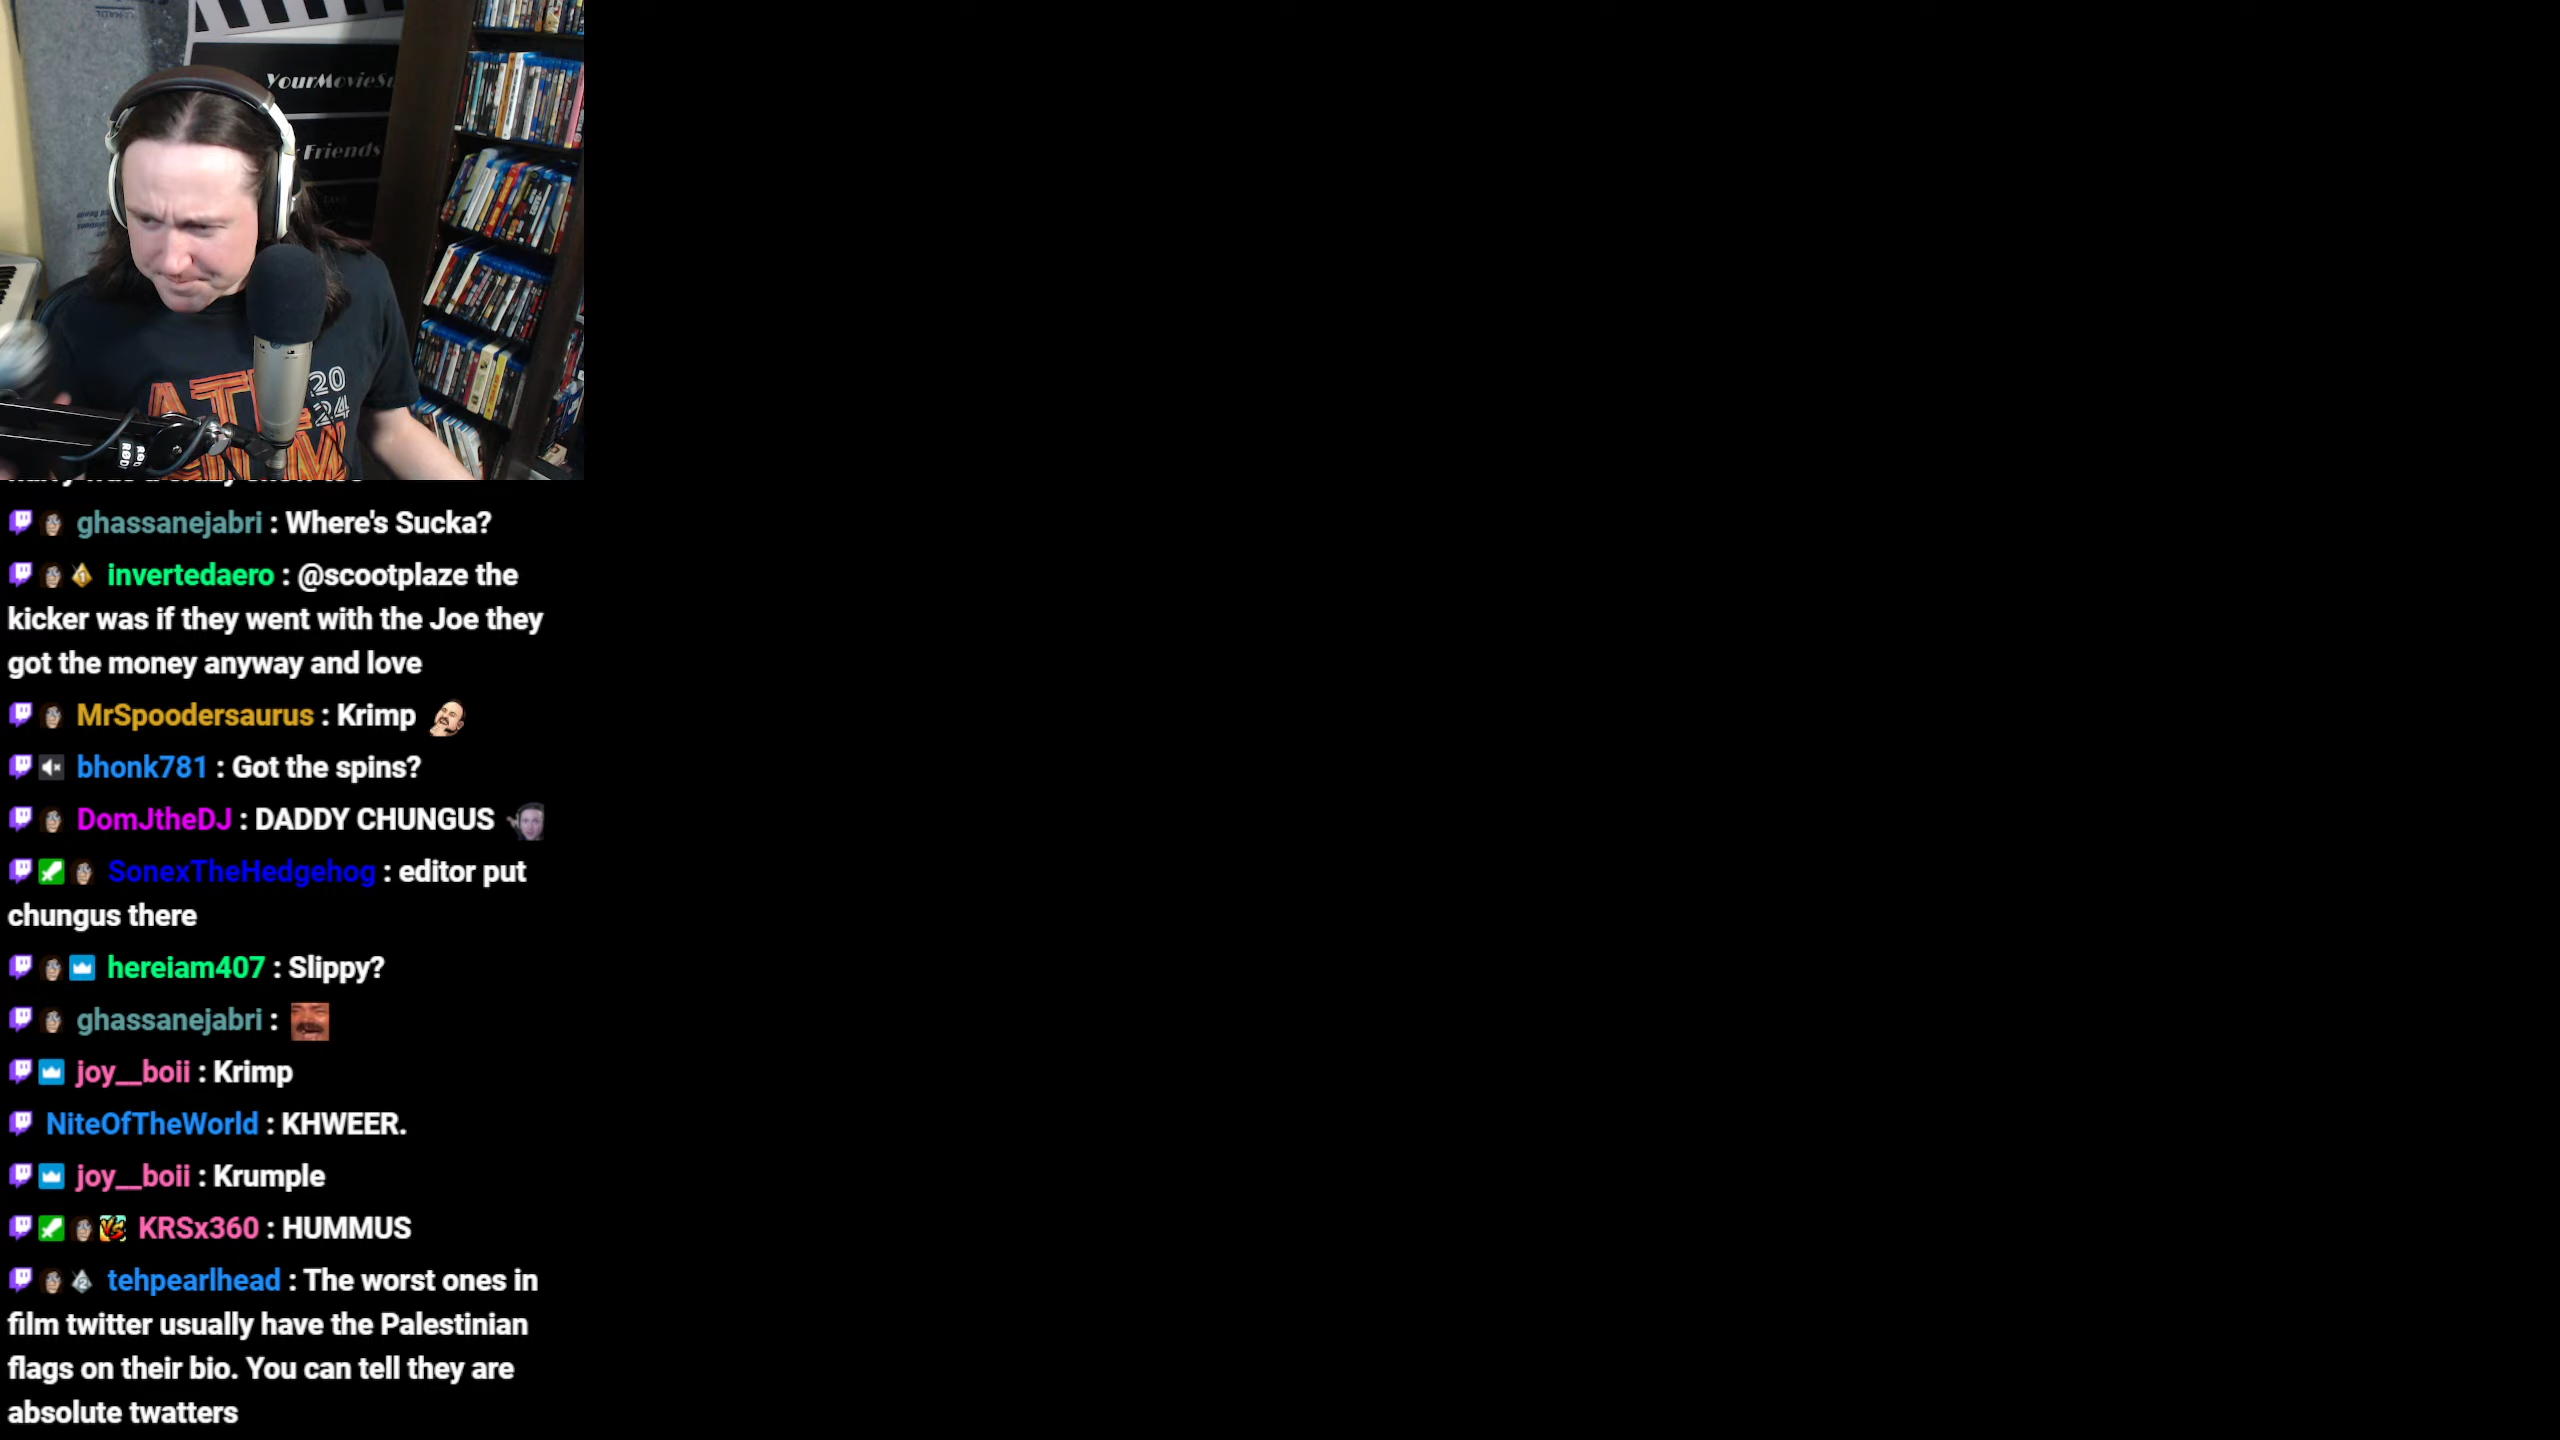 YourMovieSu
Friends
20
24
RØDE
ghassanejabri : Where's Sucka?
invertedaero : @scootplaze the
kicker was if they went with the Joe they
got the money anyway and love
MrSpoodersaurus : Krimp
bhonk781 : Got the spins?
DomJtheDJ : DADDY CHUNGUS
SonexTheHedgehog : editor put
chungus there
hereiam407 : Slippy?
ghassanejabri :
joy__boii : Krimp
NiteOfTheWorld : KHWEER.
joy__boii : Krumple
KRSx360 : HUMMUS
tehpearlhead : The worst ones in
film twitter usually have the Palestinian
flags on their bio. You can tell they are
absolute twatters